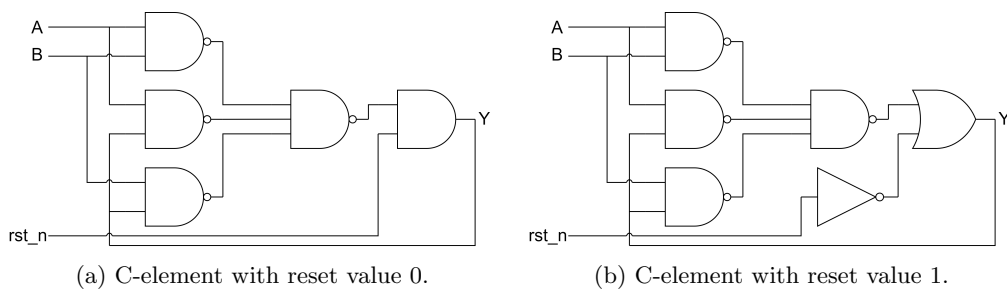 A
B
Y
rst_n
(a) C-element with reset value 0.
A
B
Y
rst_n
(b) C-element with reset value 1.